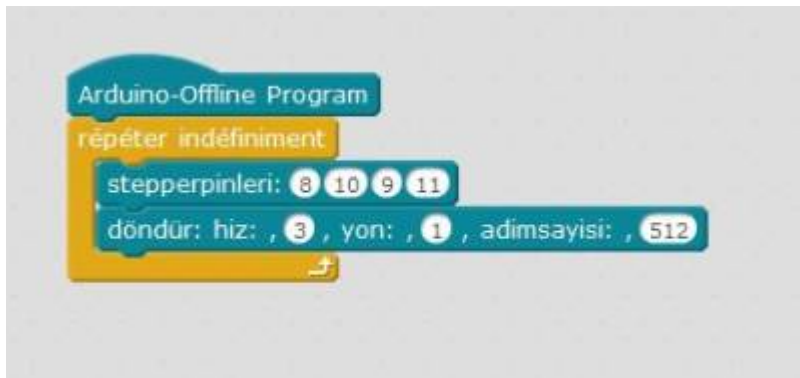 Arduino-Offline Program
répéter indéfiniment
stepperpinleri: 8 10 9 11
döndür: hiz: , 3 , yon: , 1 , adimsayisi: , 512